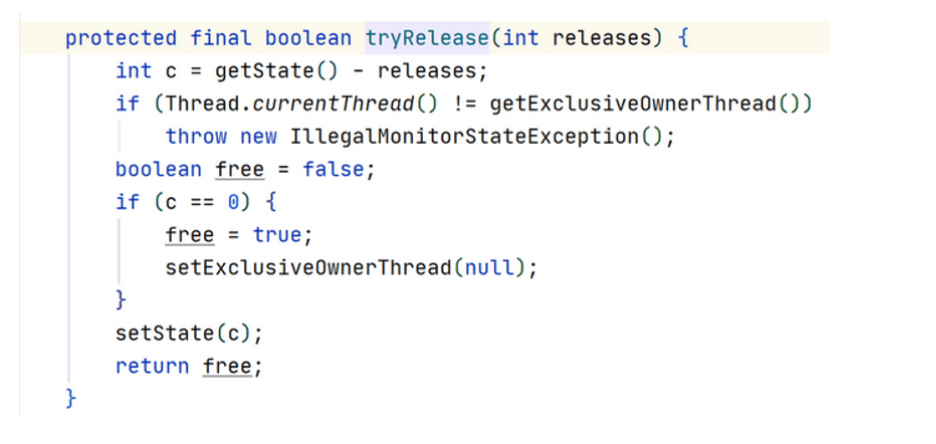 protected final boolean tryRelease(int releases) {
    int c = getState() - releases;
    if (Thread.currentThread() != getExclusiveOwnerThread())
        throw new IllegalMonitorStateException();
    boolean free = false;
    if (c == 0) {
        free = true;
        setExclusiveOwnerThread(null);
    }
    setState(c);
    return free;
}